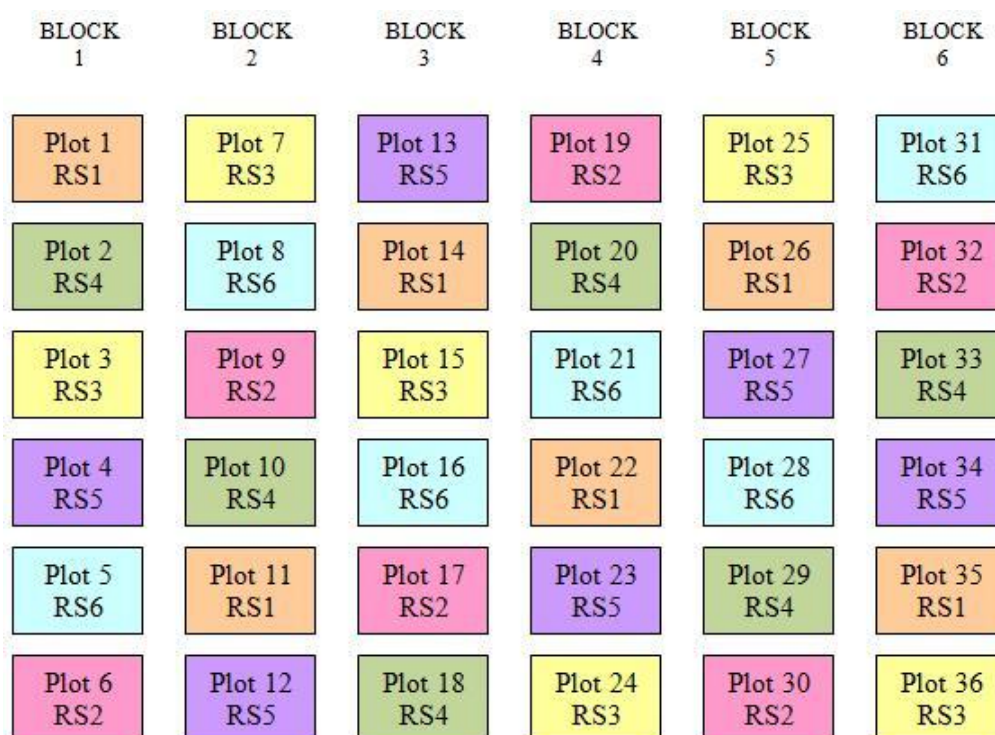 BLOCK
1
BLOCK
2
BLOCK
3
BLOCK
4
BLOCK
5
BLOCK
6
Plot 1
RS1
Plot 7
RS3
Plot 13
RS5
Plot 19
RS2
Plot 25
RS3
Plot 31
RS6
Plot 2
RS4
Plot 8
RS6
Plot 14
RS1
Plot 20
RS4
Plot 26
RS1
Plot 32
RS2
Plot 3
RS3
Plot 9
RS2
Plot 15
RS3
Plot 21
RS6
Plot 27
RS5
Plot 33
RS4
Plot 4
RS5
Plot 10
RS4
Plot 16
RS6
Plot 22
RS1
Plot 28
RS6
Plot 34
RS5
Plot 5
RS6
Plot 11
RS1
Plot 17
RS2
Plot 23
RS5
Plot 29
RS4
Plot 35
RS1
Plot 6
RS2
Plot 12
RS5
Plot 18
RS4
Plot 24
RS3
Plot 30
RS2
Plot 36
RS3